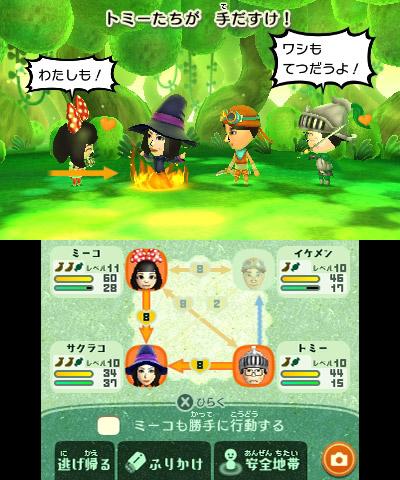 トミーたちが 手だすけ!
わたしも!
ワシも
てつだうよ!
ミーコ
レベル11
60
28
イケメン
レベル10
46
17
8
8
2
8
8
サクラコ
レベル10
34
37
トミー
レベル10
44
15
Xひらく
ミーコも勝手に行動する
逃げ帰る
ふりかけ
安全地帯